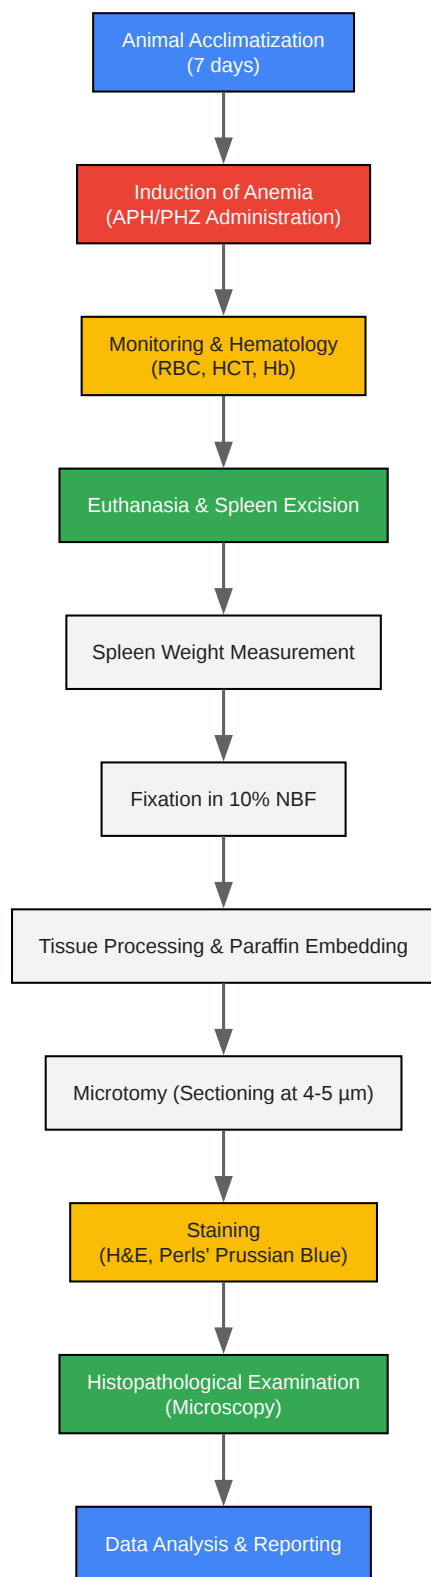 Animal Acclimatization
(7 days)
Induction of Anemia
(APH/PHZ Administration)
Monitoring & Hematology
(RBC, HCT, Hb)
Euthanasia & Spleen Excision
Spleen Weight Measurement
Fixation in 10% NBF
Tissue Processing & Paraffin Embedding
Microtomy (Sectioning at 4-5 µm)
Staining
(H&E, Perls' Prussian Blue)
Histopathological Examination
(Microscopy)
Data Analysis & Reporting